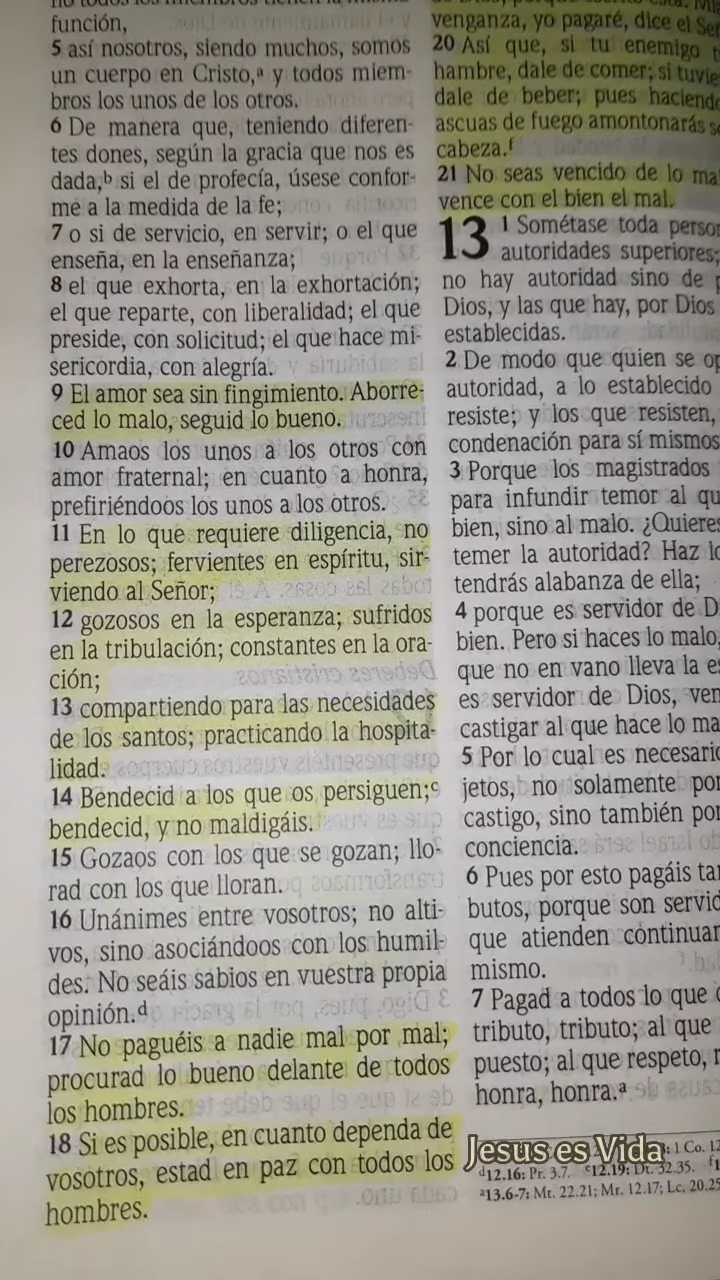 función,
5 así nosotros, siendo muchos, somos
un cuerpo en Cristo,ª y todos miem-
bros los unos de los otros.
6 De manera que, teniendo diferen-
tes dones, según la gracia que nos es
dada,ᵇ si el de profecía, úsese confor-
me a la medida de la fe;
7 o si de servicio, en servir; o el que
enseña, en la enseñanza;
8 el que exhorta, en la exhortación;
el que reparte, con liberalidad; el que
preside, con solicitud; el que hace mi-
sericordia, con alegría.
9 El amor sea sin fingimiento. Aborre-
ced lo malo, seguid lo bueno.
10 Amaos los unos a los otros con
amor fraternal; en cuanto a honra,
prefiriéndoos los unos a los otros.
11 En lo que requiere diligencia, no
perezosos; fervientes en espíritu, sir-
viendo al Señor;
12 gozosos en la esperanza; sufridos
en la tribulación; constantes en la ora-
ción;
13 compartiendo para las necesidades
de los santos; practicando la hospita-
lidad.
14 Bendecid a los que os persiguen;ᶜ
bendecid, y no maldigáis.
15 Gozaos con los que se gozan; llo-
rad con los que lloran.
16 Unánimes entre vosotros; no alti-
vos, sino asociándoos con los humil-
des. No seáis sabios en vuestra propia
opinión.ᵈ
17 No paguéis a nadie mal por mal;
procurad lo bueno delante de todos
los hombres.
18 Si es posible, en cuanto dependa de
vosotros, estad en paz con todos los
hombres.
venganza, yo pagaré, dice el Señ
20 Así que, si tu enemigo t
hambre, dale de comer; si tuvie
dale de beber; pues haciend
ascuas de fuego amontonarás s
cabeza.ᶠ
21 No seas vencido de lo ma
vence con el bien el mal.
13 1 Sométase toda person
autoridades superiores;
no hay autoridad sino de p
Dios, y las que hay, por Dios
establecidas.
2 De modo que quien se op
autoridad, a lo establecido
resiste; y los que resisten,
condenación para sí mismos
3 Porque los magistrados
para infundir temor al qu
bien, sino al malo. ¿Quieres
temer la autoridad? Haz lo
tendrás alabanza de ella;
4 porque es servidor de D
bien. Pero si haces lo malo,
que no en vano lleva la es
es servidor de Dios, ven
castigar al que hace lo ma
5 Por lo cual es necesario
jetos, no solamente por
castigo, sino también por
conciencia.
6 Pues por esto pagáis tam
butos, porque son servid
que atienden continuam
mismo.
7 Pagad a todos lo que d
tributo, tributo; al que
puesto; al que respeto, r
honra, honra.ª
Jesus es Vida
1 Co. 12
ᵈ12.16: Pr. 3.7. ᵉ12.19: Dt. 32.35.
ª13.6-7: Mt. 22.21; Mr. 12.17; Lc. 20.25